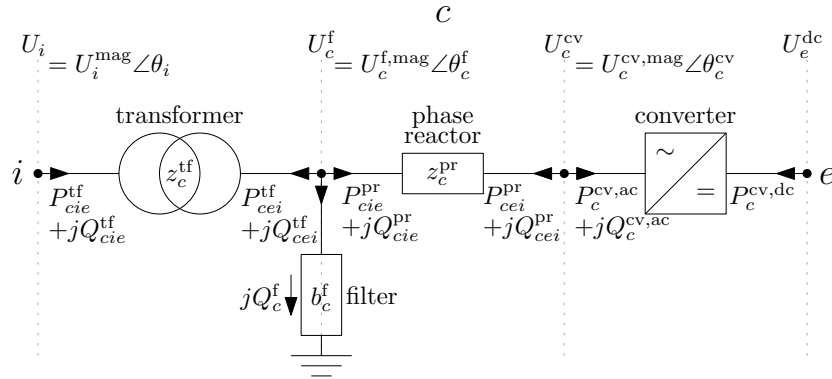 c
U_i U_c^f U_c^cv U_e^dc
= U_i^mag∠θ_i = U_c^f,mag∠θ_c^f = U_c^cv,mag∠θ_c^cv
transformer phase reactor converter
i z_c^tf z_c^pr ~ = e
P_cie^tf P_cei^tf P_cie^pr P_cei^pr P_c^cv,ac P_c^cv,dc
+jQ_cie^tf +jQ_cei^tf +jQ_cie^pr +jQ_cei^pr +jQ_c^cv,ac
jQ_c^f b_c^f filter